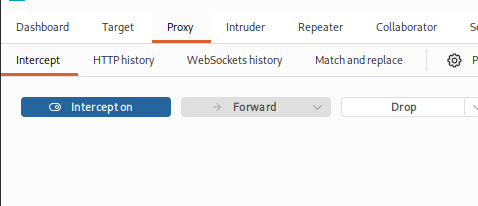 Dashboard Target Proxy Intruder Repeater Collaborator
Intercept HTTP history WebSockets history Match and replace
Intercept on Forward Drop